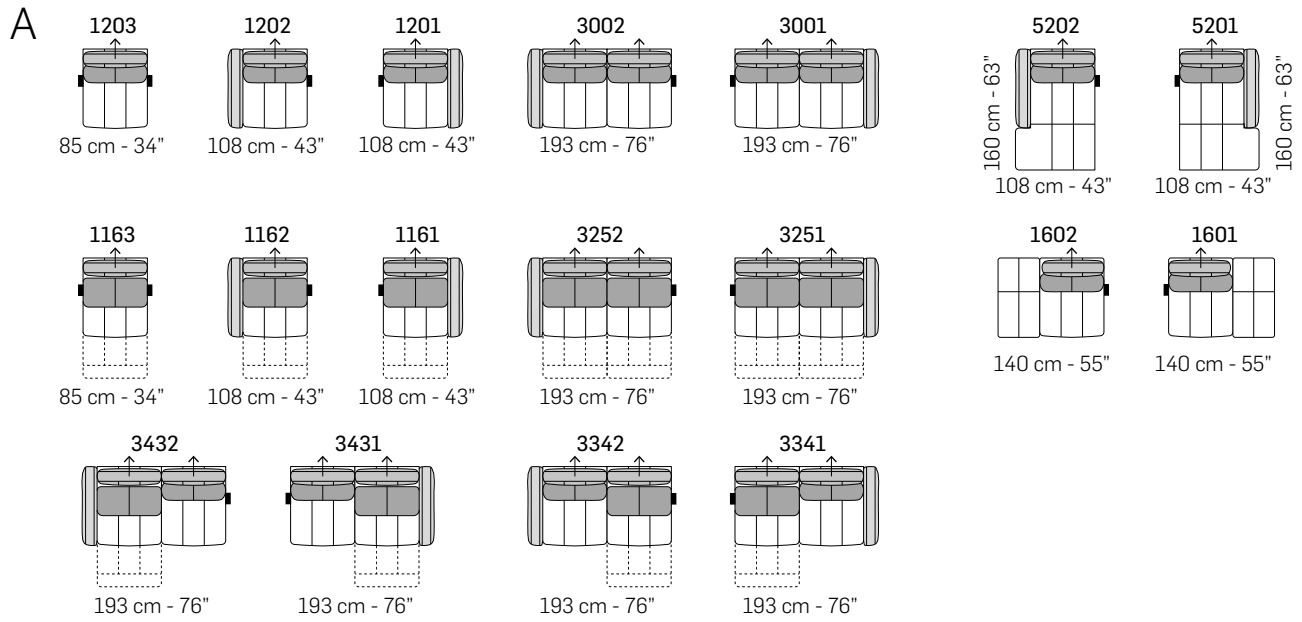 A
1203 1202 1201 3002 3001 5202 5201
160 cm - 63” 160 cm - 63”
85 cm - 34” 108 cm - 43” 108 cm - 43” 193 cm - 76” 193 cm - 76”
108 cm - 43” 108 cm - 43”
1163 1162 1161 3252 3251 1602 1601
140 cm - 55” 140 cm - 55”
85 cm - 34” 108 cm - 43” 108 cm - 43” 193 cm - 76” 193 cm - 76”
3432 3431 3342 3341
193 cm - 76” 193 cm - 76” 193 cm - 76” 193 cm - 76”